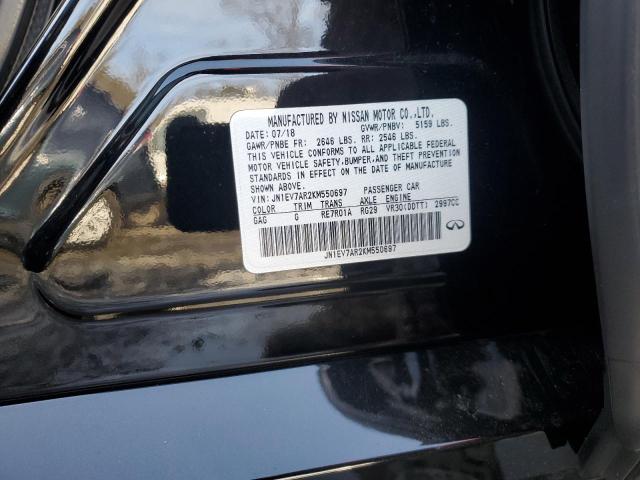 MANUFACTURED BY NISSAN MOTOR CO.,LTD.
DATE: 07/18 GVWR/PNBV: 5159 LBS.
GAWR/PNBE FR: 2646 LBS. RR: 2546 LBS.
THIS VEHICLE CONFORMS TO ALL APPLICABLE FEDERAL
MOTOR VEHICLE SAFETY,BUMPER,AND THEFT PREVENTION
STANDARDS IN EFFECT ON THE DATE OF MANUFACTURE
SHOWN ABOVE.
VIN: JN1EV7AR2KM550697 PASSENGER CAR
COLOR TRIM TRANS AXLE ENGINE
GAG G RE7R01A RG29 VR30(DDTT) 2997CC
JN1EV7AR2KM550697